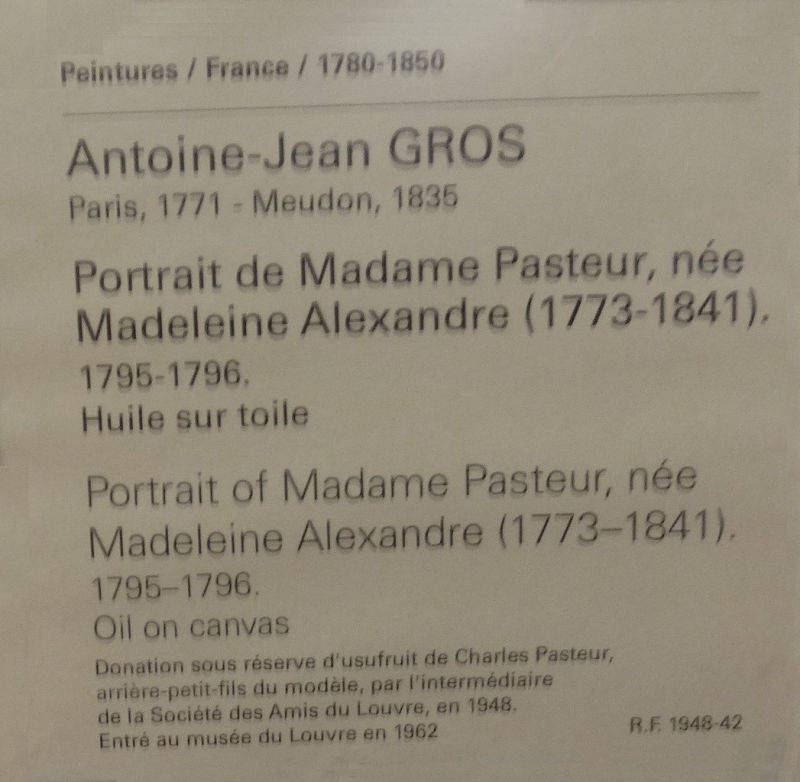 Peintures / France / 1780-1850
Antoine-Jean GROS
Paris, 1771 - Meudon, 1835
Portrait de Madame Pasteur, née
Madeleine Alexandre (1773-1841).
1795-1796.
Huile sur toile
Portrait of Madame Pasteur, née
Madeleine Alexandre (1773–1841).
1795–1796.
Oil on canvas
Donation sous réserve d'usufruit de Charles Pasteur,
arrière-petit-fils du modèle, par l'intermédiaire
de la Société des Amis du Louvre, en 1948.
Entré au musée du Louvre en 1962
R.F. 1948-42